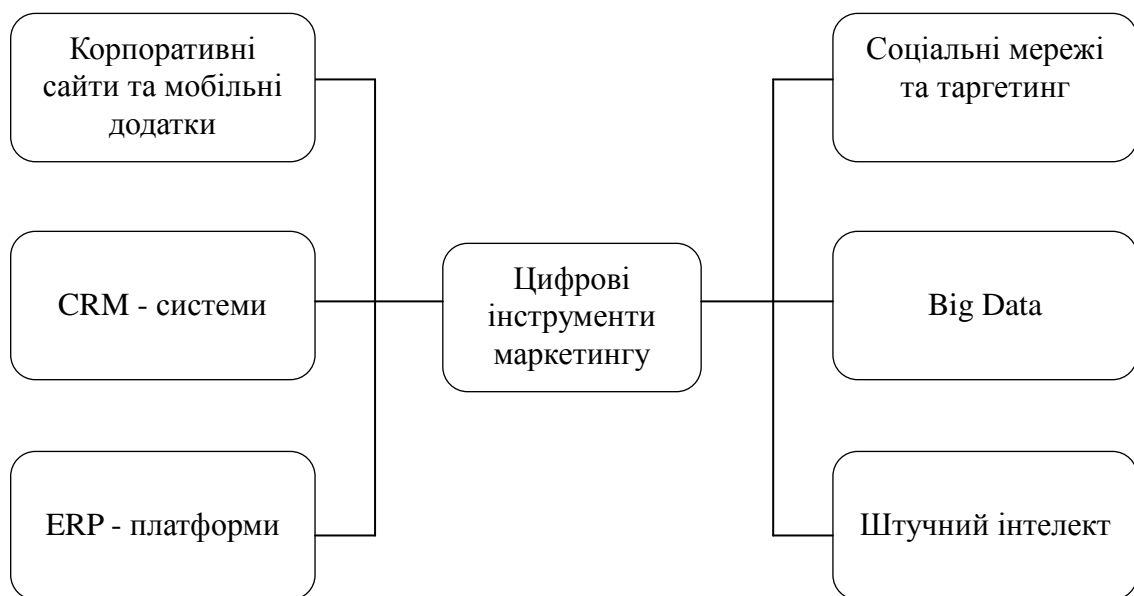 Корпоративні
сайти та мобільні
додатки
CRM - системи
ERP - платформи
Цифрові
інструменти
маркетингу
Соціальні мережі
та таргетинг
Big Data
Штучний інтелект